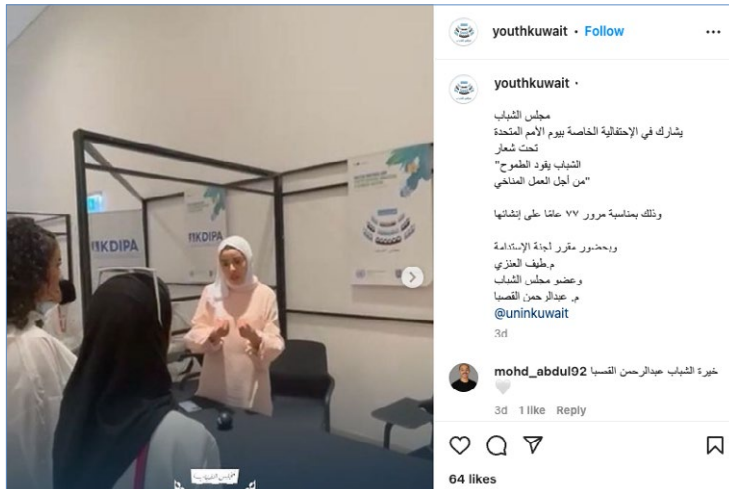 youthkuwait • Follow
youthkuwait •
مجلس الشباب
يشارك في الإحتفالية الخاصة بيوم الأمم المتحدة
تحت شعار
"الشباب يقود الطموح
من أجل العمل المناخي"
وذلك بمناسبة مرور ٧٧ عامًا على إنشائها
وبحضور مقرر لجنة الإستدامة
م.طيف العنزي
وعضو مجلس الشباب
م. عبدالرحمن القصبا
@uninkuwait
3d
mohd_abdul92 خيرة الشباب عبدالرحمن القصبا
3d 1 like Reply
64 likes
KDIPA
KDIPA